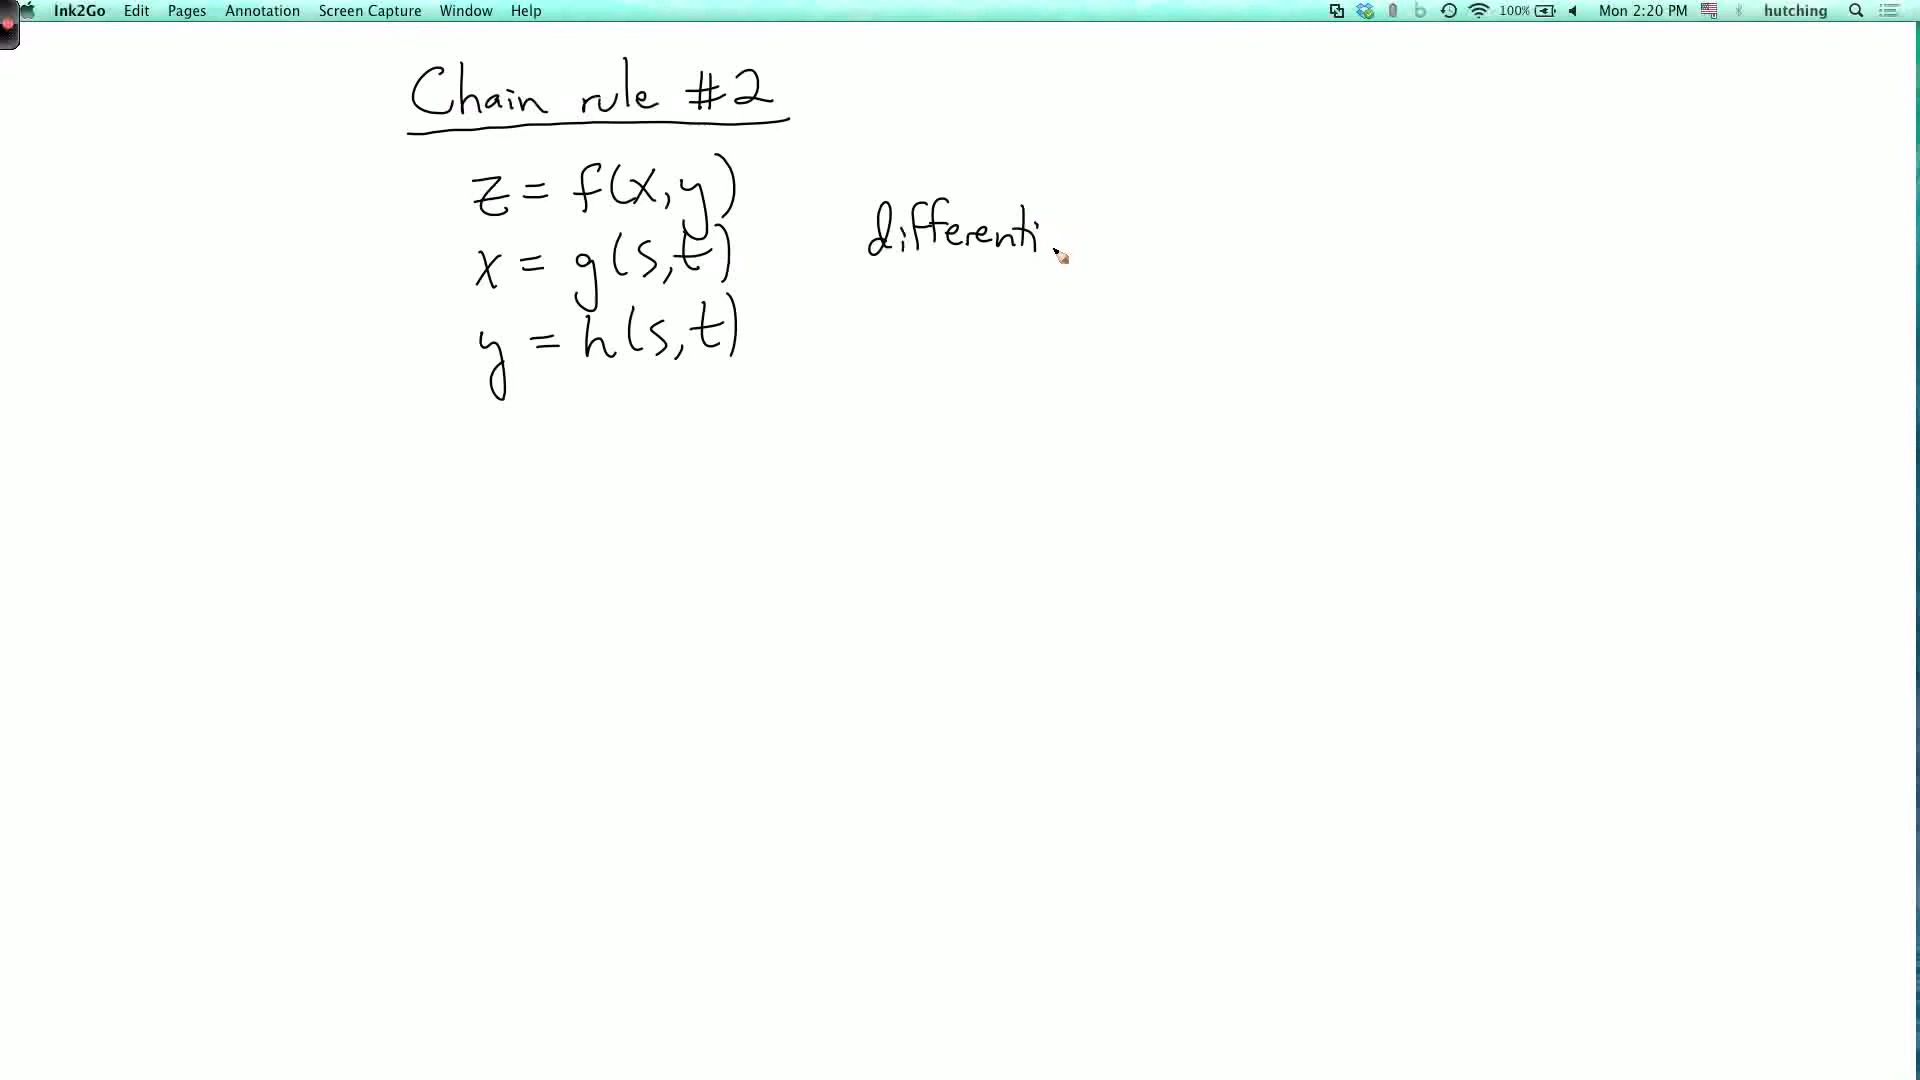 Ink2Go Edit Pages Annotation Screen Capture Window Help 100% Mon 2:20 PM hutching
Chain rule #2
z = f(x,y)
differenti
x = g(s,t)
y = h(s,t)